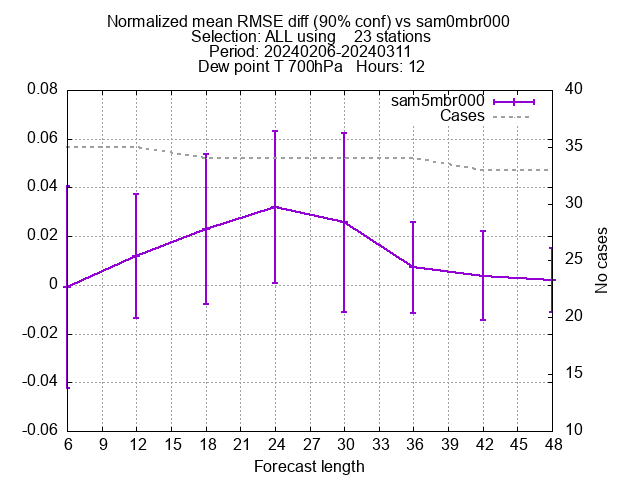 Normalized mean RMSE diff (90% conf) vs sam0mbr000
Selection: ALL using    23 stations
Period: 20240206-20240311
Dew point T 700hPa   Hours: 12
sam5mbr000
Cases
0.08
0.06
0.04
0.02
0
-0.02
-0.04
-0.06
40
35
30
25
20
15
10
No cases
6 9 12 15 18 21 24 27 30 33 36 39 42 45 48
Forecast length